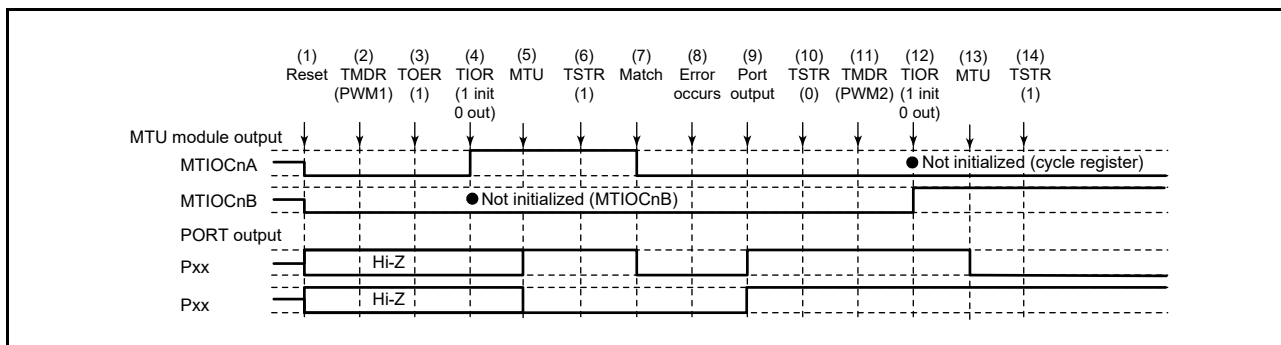 (1) (2) (3) (4) (5) (6) (7) (8) (9) (10) (11) (12) (13) (14)
Reset TMDR TOER TIOR MTU TSTR Match Error Port TSTR TMDR TIOR MTU TSTR
(PWM1) (1) (1 init (1) occurs output (0) (PWM2) (1 init (1)
0 out) 0 out)
MTU module output
MTIOCnA ● Not initialized (cycle register)
MTIOCnB ● Not initialized (MTIOCnB)
PORT output
Pxx Hi-Z
Pxx Hi-Z